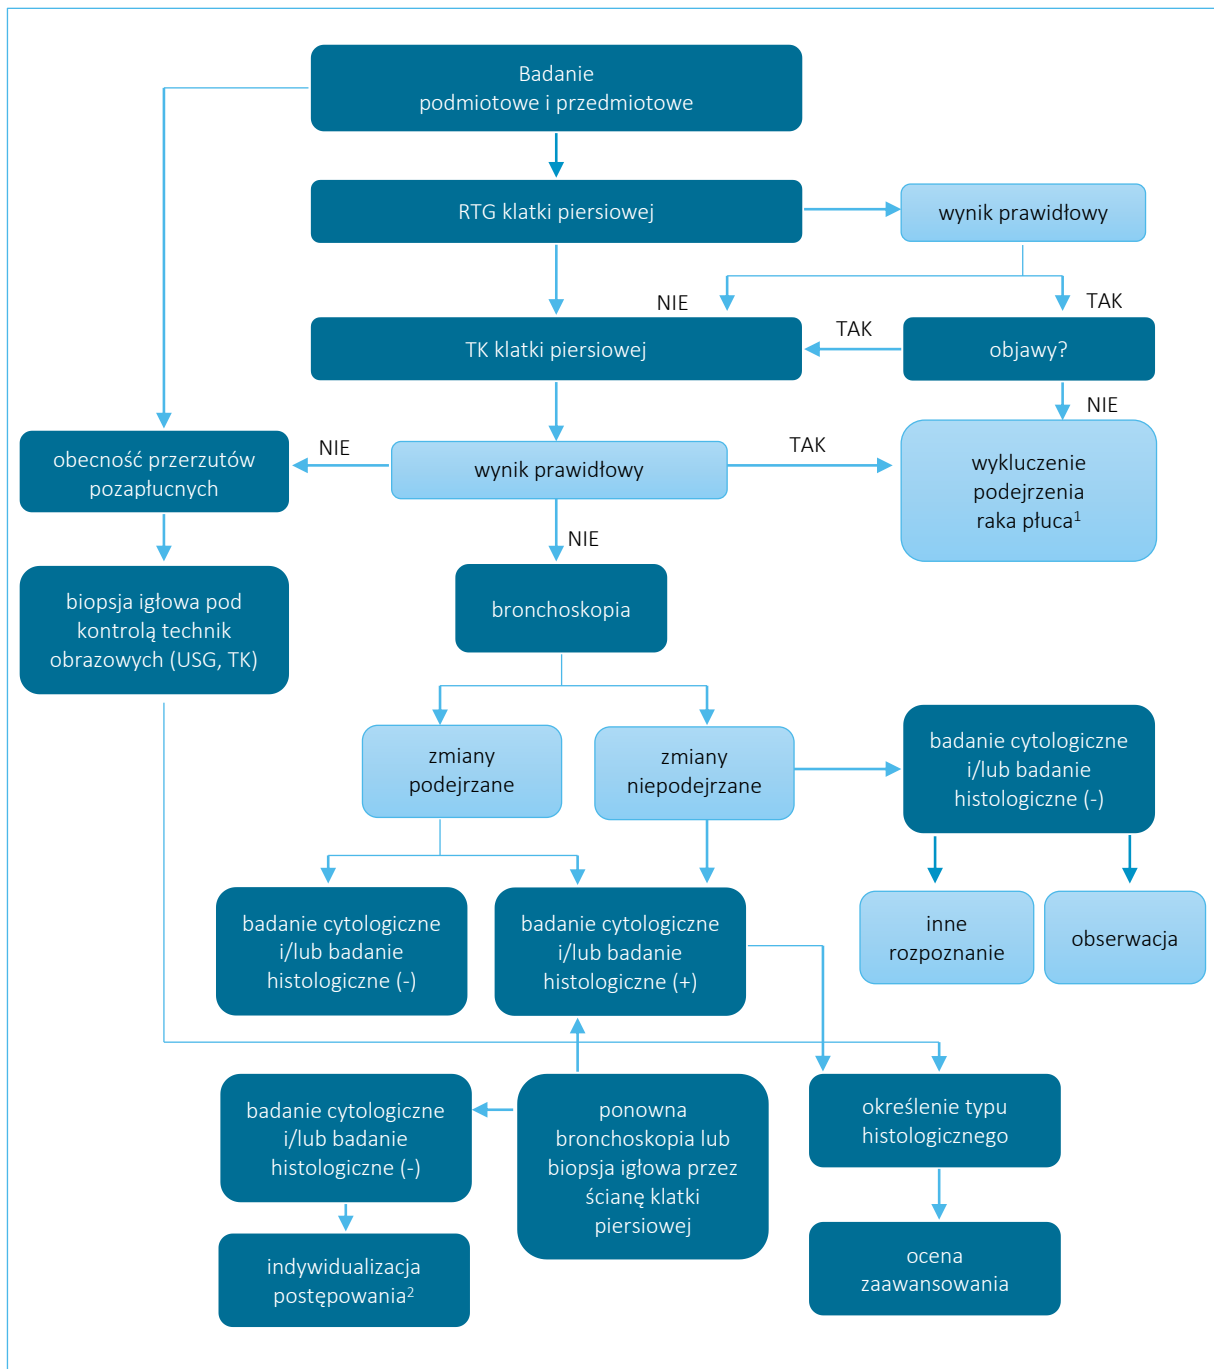 Badanie
podmiotowe i przedmiotowe
RTG klatki piersiowej
wynik prawidłowy
NIE
TAK
TK klatki piersiowej
TAK
objawy?
NIE
obecność przerzutów
pozapłucnych
NIE
wynik prawidłowy
TAK
wykluczenie
podejrzenia
raka płuca¹
NIE
biopsja igłowa pod
kontrolą technik
obrazowych (USG, TK)
bronchoskopia
zmiany
podejrzane
zmiany
niepodejrzane
badanie cytologiczne
i/lub badanie
histologiczne (-)
badanie cytologiczne
i/lub badanie
histologiczne (-)
badanie cytologiczne
i/lub badanie
histologiczne (+)
inne
rozpoznanie
obserwacja
badanie cytologiczne
i/lub badanie
histologiczne (-)
ponowna
bronchoskopia lub
biopsja igłowa przez
ścianę klatki
piersiowej
określenie typu
histologicznego
indywidualizacja
postępowania²
ocena
zaawansowania